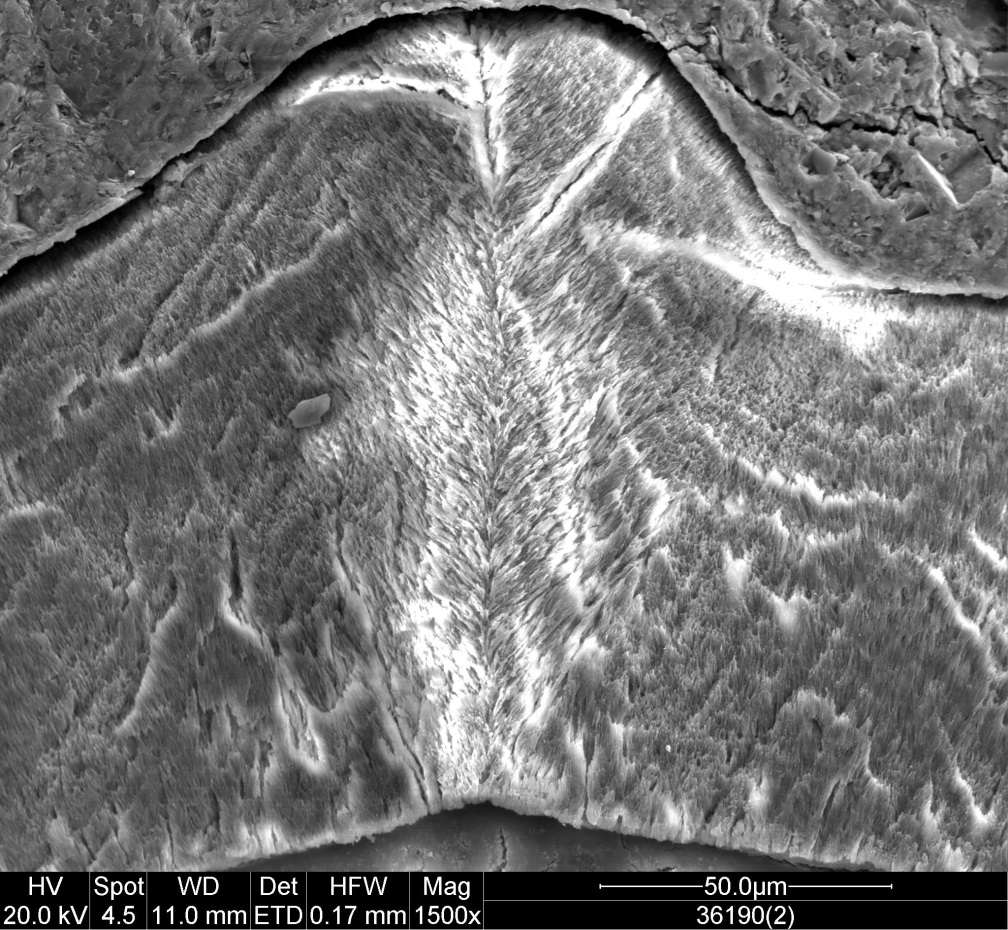 HV Spot WD Det HFW Mag 50.0µm
20.0 kV 4.5 11.0 mm ETD 0.17 mm 1500x 36190(2)